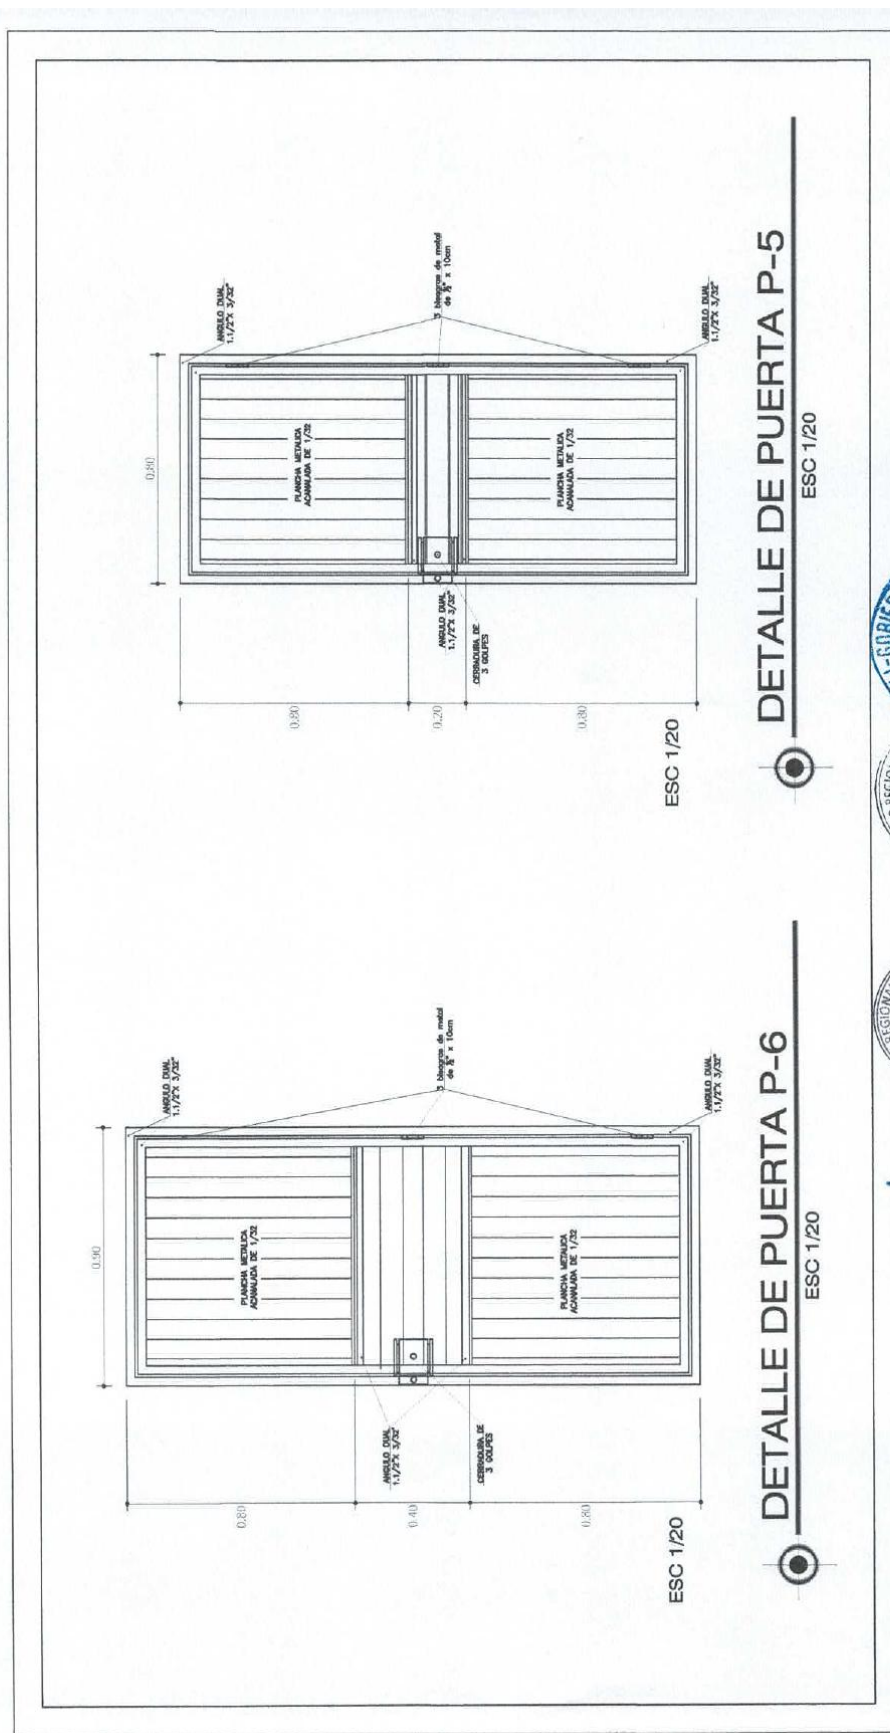 0.90
ANGULO DUAL
1.1/2"X 3/32"
0.80
PLANCHA METALICA
ACANALADA DE 1/32
3 bisagras de metal
x 10cm
ANGULO DUAL
1.1/2"X 3/32"
0.40
CERRADURA DE
3 GOLPES
0.80
PLANCHA METALICA
ACANALADA DE 1/32
ANGULO DUAL
1.1/2"X 3/32"
ESC 1/20
DETALLE DE PUERTA P-6
ESC 1/20
0.80
ANGULO DUAL
1.1/2"X 3/32"
0.80
PLANCHA METALICA
ACANALADA DE 1/32
3 bisagras de metal
x 10cm
ANGULO DUAL
1.1/2"X 3/32"
0.20
CERRADURA DE
3 GOLPES
0.80
PLANCHA METALICA
ACANALADA DE 1/32
ANGULO DUAL
1.1/2"X 3/32"
ESC 1/20
DETALLE DE PUERTA P-5
ESC 1/20